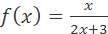 f(x) = x/(2x+3)